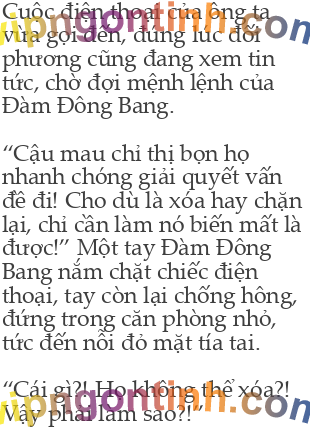 Cuộc điện thoại của ông ta
vừa gọi đến, đúng lúc đối
phương cũng đang xem tin
tức, chờ đợi mệnh lệnh của
Đàm Đông Bang.
“Cậu mau chỉ thị bọn họ
nhanh chóng giải quyết vấn
đề đi! Cho dù là xóa hay chặn
lại, chỉ cần làm nó biến mất là
được!” Một tay Đàm Đông
Bang nắm chặt chiếc điện
thoại, tay còn lại chống hông,
đứng trong căn phòng nhỏ,
tức đến nỗi đỏ mặt tía tai.
“Cái gì?! Họ không thể xóa?!
Vậy phải làm sao?!”
vipngontinh.com
vipngontinh.com